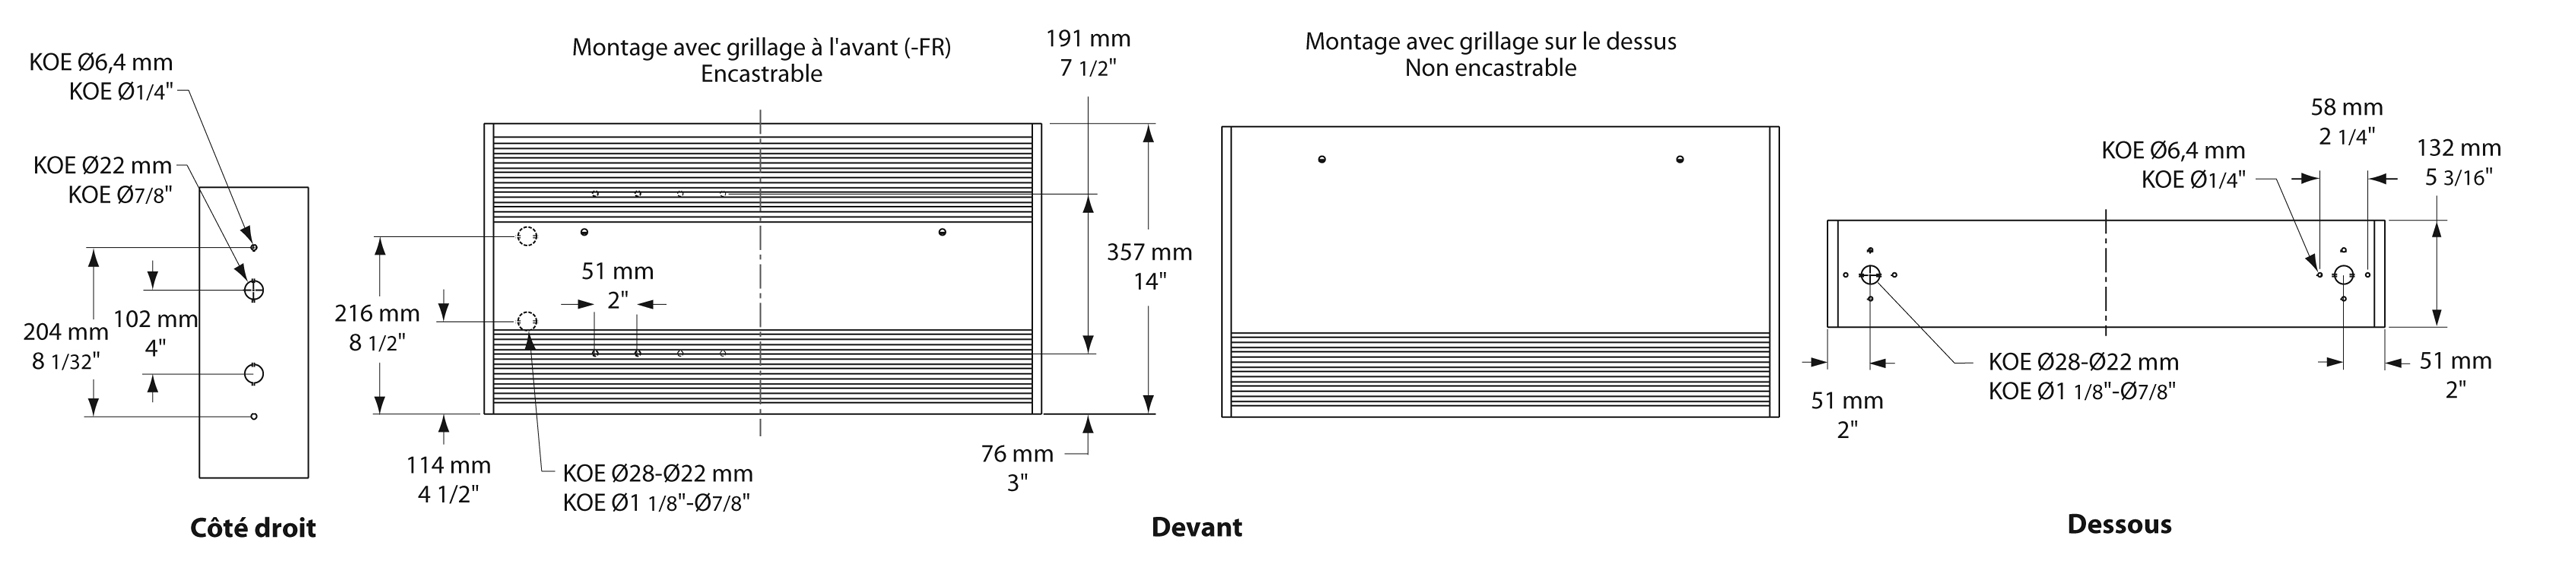 KOE Ø6,4 mm
KOE Ø1/4"
KOE Ø22 mm
KOE Ø7/8"
204 mm
8 1/32"
102 mm
4"
Côté droit
Montage avec grillage à l'avant (-FR)
Encastrable
191 mm
7 1/2"
51 mm
2"
357 mm
14"
216 mm
8 1/2"
114 mm
4 1/2"
KOE Ø28-Ø22 mm
KOE Ø1 1/8"-Ø7/8"
76 mm
3"
Devant
Montage avec grillage sur le dessus
Non encastrable
58 mm
2 1/4"
KOE Ø6,4 mm
KOE Ø1/4"
132 mm
5 3/16"
51 mm
2"
KOE Ø28-Ø22 mm
KOE Ø1 1/8"-Ø7/8"
51 mm
2"
Dessous